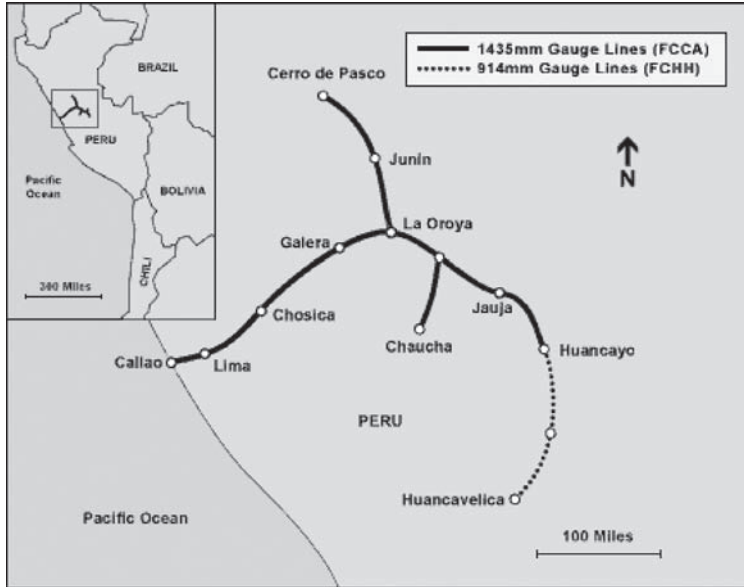 1435mm Gauge Lines (FCCA)
914mm Gauge Lines (FCHH)
BRAZIL
PERU
Pacific
Ocean
BOLIVIA
CHILI
300 Miles
N
Cerro de Pasco
Junin
La Oroya
Galera
Chosica
Jauja
Chaucha
Huancayo
Callao
Lima
PERU
Huancavelica
Pacific Ocean
100 Miles